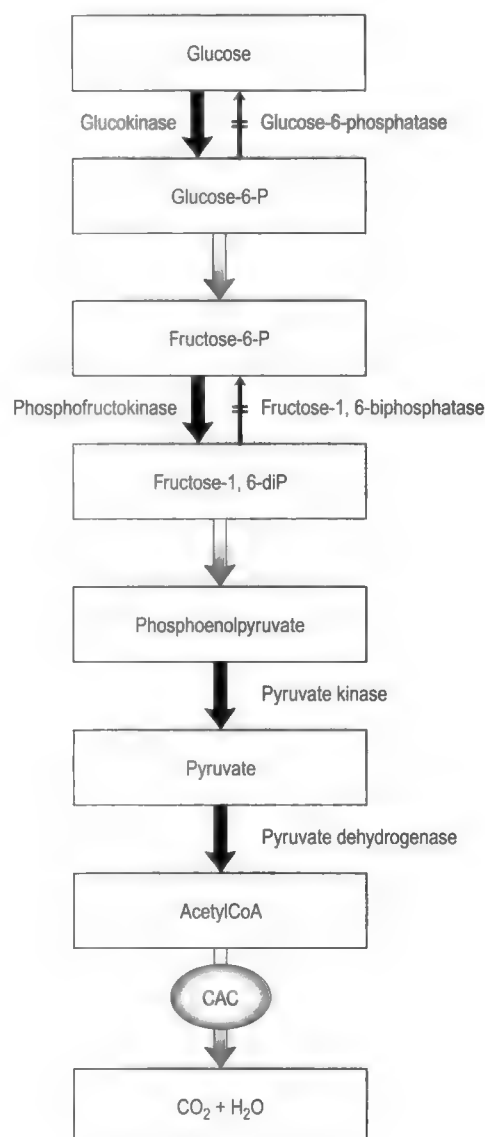 Glucose
Glucokinase
Glucose-6-phosphatase
Glucose-6-P
Fructose-6-P
Phosphofructokinase
Fructose-1, 6-biphosphatase
Fructose-1, 6-diP
Phosphoenolpyruvate
Pyruvate kinase
Pyruvate
Pyruvate dehydrogenase
AcetylCoA
CAC
CO₂ + H₂O